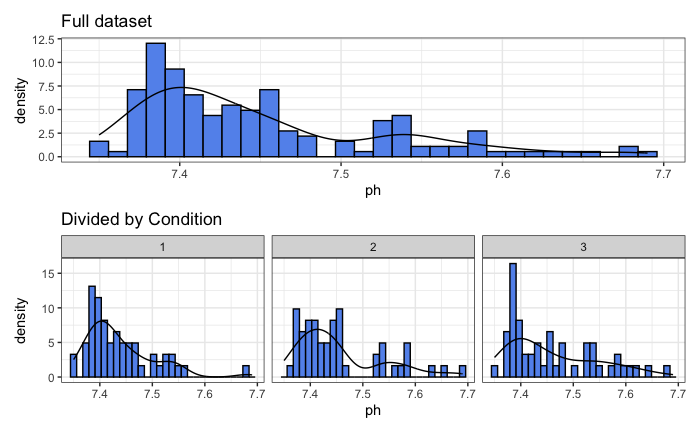 Full dataset
12.5
10.0
7.5
5.0
2.5
0.0
density
7.4 7.5 7.6 7.7
ph
Divided by Condition
1 2 3
15
10
5
0
density
7.4 7.5 7.6 7.7 7.4 7.5 7.6 7.7 7.4 7.5 7.6 7.7
ph